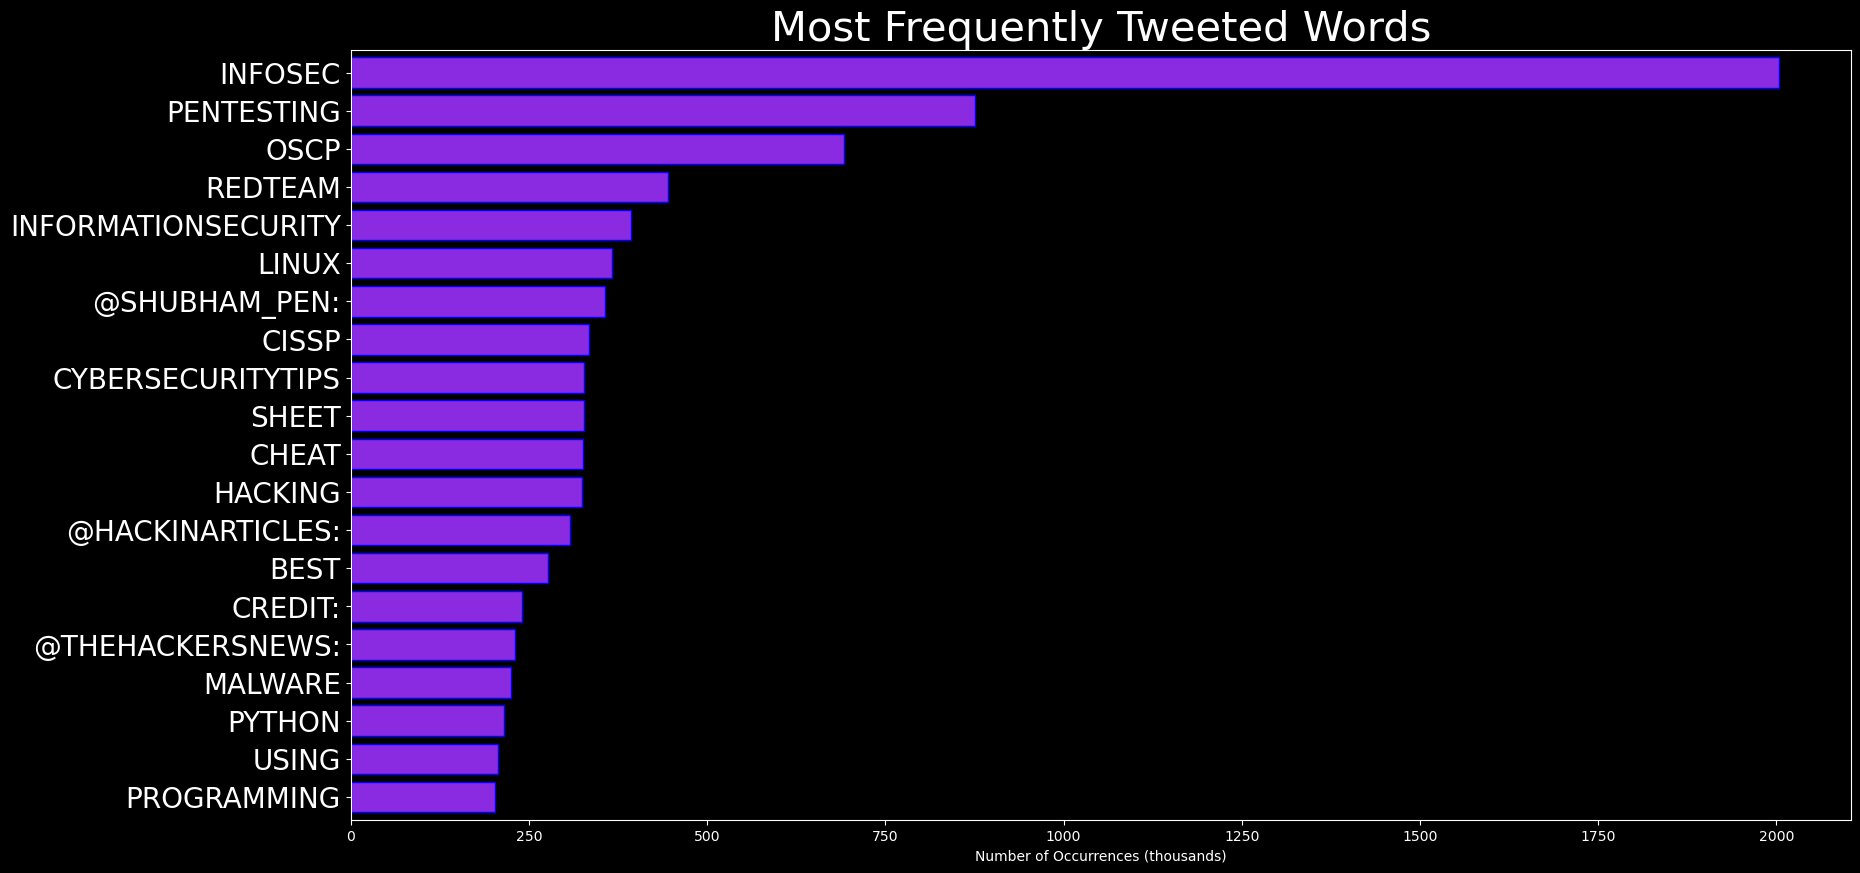 Most Frequently Tweeted Words
INFOSEC
PENTESTING
OSCP
REDTEAM
INFORMATIONSECURITY
LINUX
@SHUBHAM_PEN:
CISSP
CYBERSECURITYTIPS
SHEET
CHEAT
HACKING
@HACKINARTICLES:
BEST
CREDIT:
@THEHACKERSNEWS:
MALWARE
PYTHON
USING
PROGRAMMING
0 250 500 750 1000 1250 1500 1750 2000
Number of Occurrences (thousands)